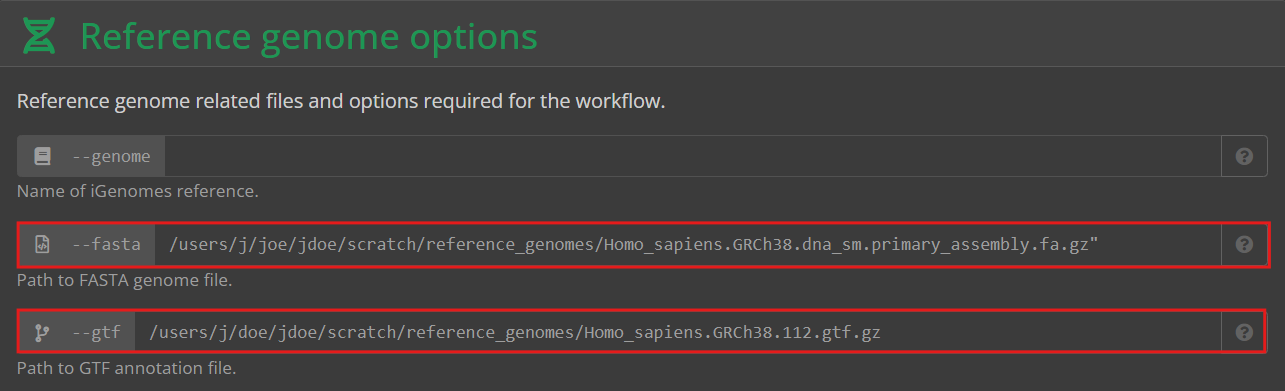 Reference genome options
Reference genome related files and options required for the workflow.
--genome
Name of iGenomes reference.
--fasta /users/j/joe/jdoe/scratch/reference_genomes/Homo_sapiens.GRCh38.dna_sm.primary_assembly.fa.gz"
Path to FASTA genome file.
--gtf /users/j/doe/jdoe/scratch/reference_genomes/Homo_sapiens.GRCh38.112.gtf.gz
Path to GTF annotation file.